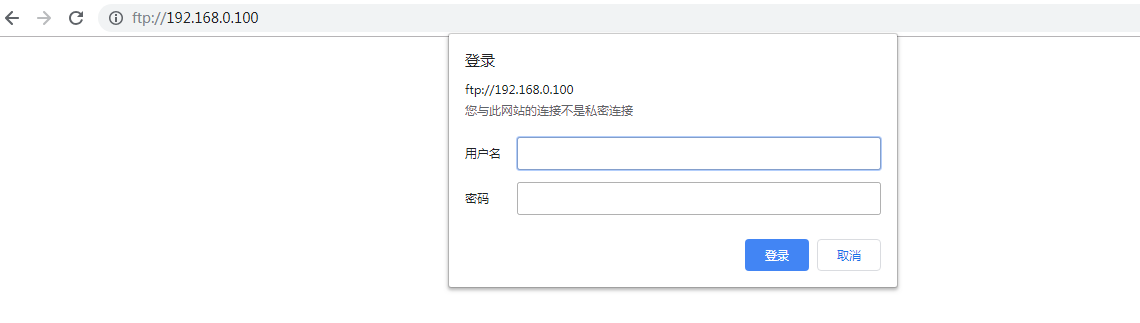 ftp://192.168.0.100
登录
ftp://192.168.0.100
您与此网站的连接不是私密连接
用户名
密码
登录 取消